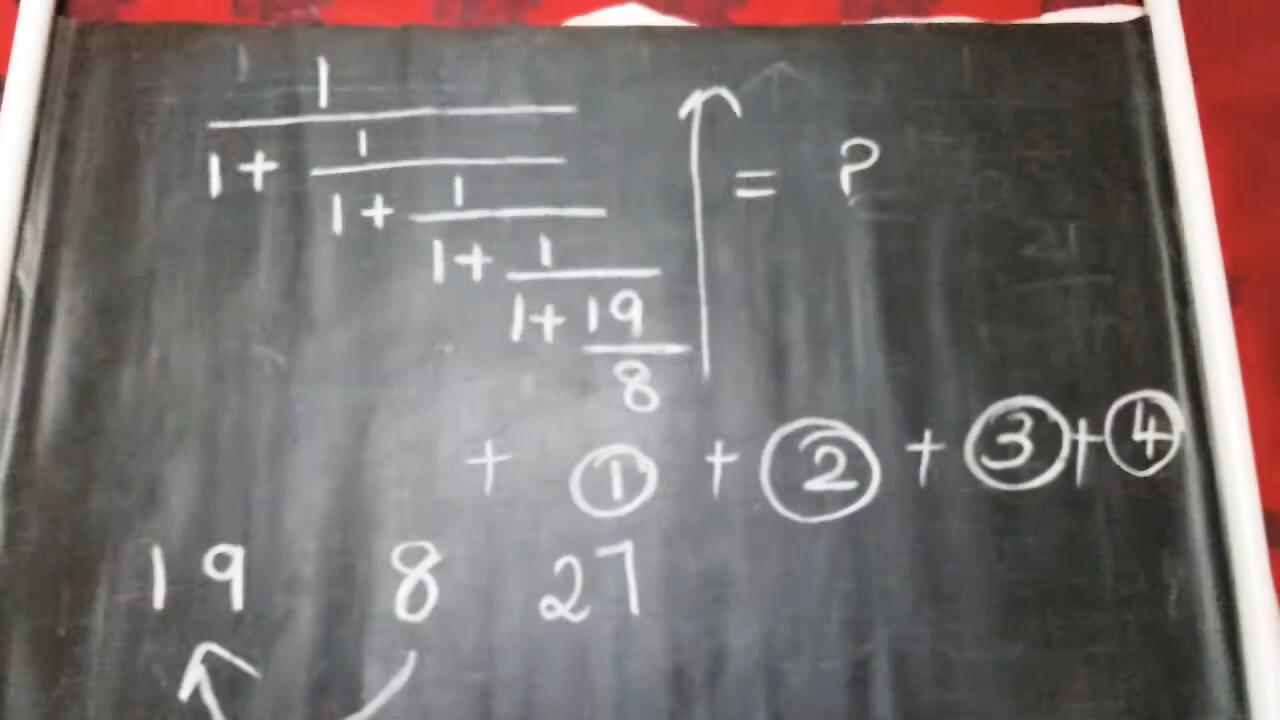 1
1 + 1
1 + 1
1 + 1
1 + 19
8
= ?
+ ① + ② + ③ + ④
19 8 27